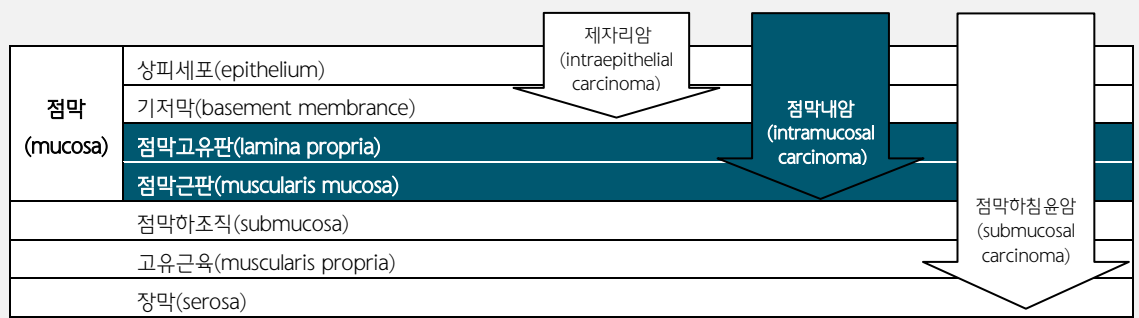 제자리암
(intraepithelial
carcinoma)
점막
(mucosa)
상피세포(epithelium)
기저막(basement membrance)
점막고유판(lamina propria)
점막근판(muscularis mucosa)
점막내암
(intramucosal
carcinoma)
점막하조직(submucosa)
고유근육(muscularis propria)
장막(serosa)
점막하침윤암
(submucosal
carcinoma)